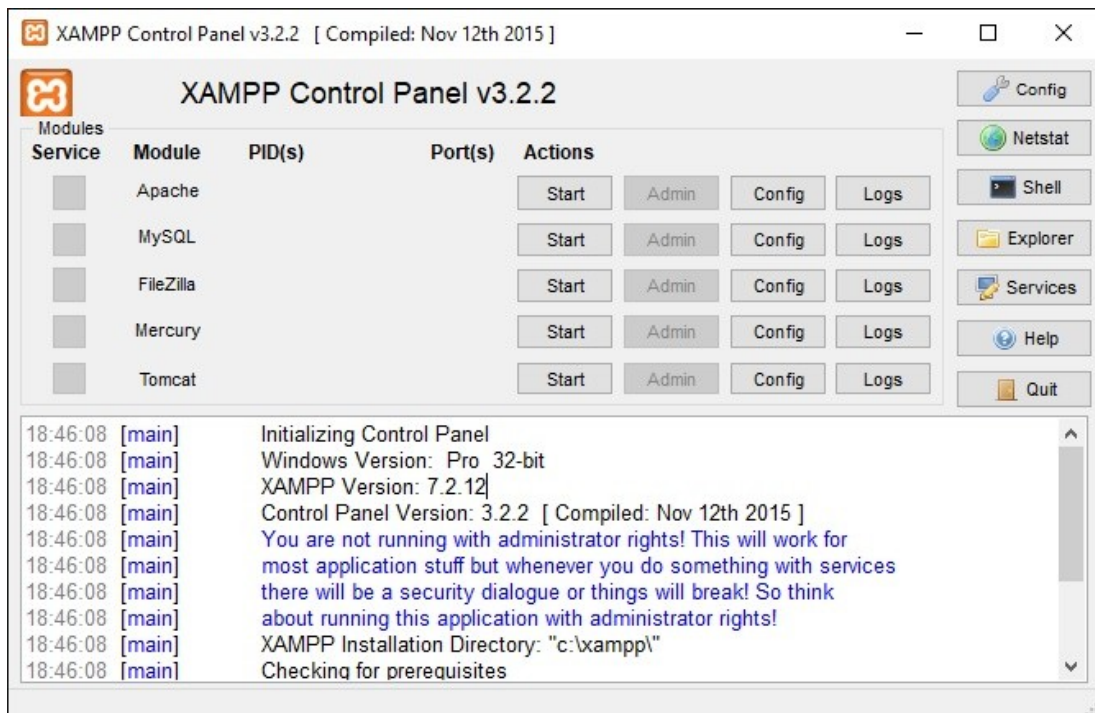 XAMPP Control Panel v3.2.2 [ Compiled: Nov 12th 2015 ]
XAMPP Control Panel v3.2.2
Config
Modules
Service Module PID(s) Port(s) Actions
Netstat
Apache Start Admin Config Logs
Shell
MySQL Start Admin Config Logs
Explorer
FileZilla Start Admin Config Logs
Services
Mercury Start Admin Config Logs
Help
Tomcat Start Admin Config Logs
Quit
18:46:08 [main] Initializing Control Panel
18:46:08 [main] Windows Version: Pro 32-bit
18:46:08 [main] XAMPP Version: 7.2.12
18:46:08 [main] Control Panel Version: 3.2.2 [ Compiled: Nov 12th 2015 ]
18:46:08 [main] You are not running with administrator rights! This will work for
18:46:08 [main] most application stuff but whenever you do something with services
18:46:08 [main] there will be a security dialogue or things will break! So think
18:46:08 [main] about running this application with administrator rights!
18:46:08 [main] XAMPP Installation Directory: "c:\xampp\"
18:46:08 [main] Checking for prerequisites